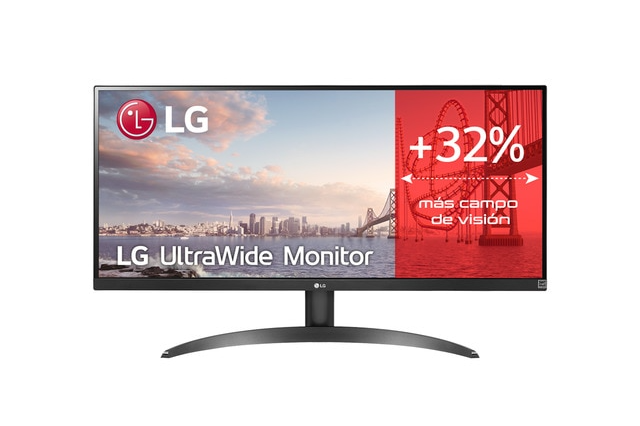 LG
+32%
más campo
de visión
LG UltraWide Monitor
LG